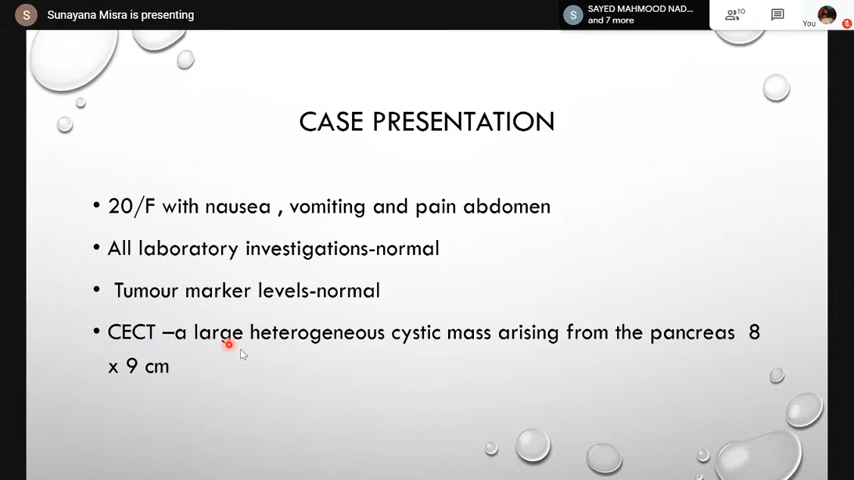 S Sunayana Misra is presenting
S SAYED MAHMOOD NAD...
and 7 more
10
You
CASE PRESENTATION
• 20/F with nausea , vomiting and pain abdomen
• All laboratory investigations-normal
• Tumour marker levels-normal
• CECT –a large heterogeneous cystic mass arising from the pancreas 8
x 9 cm